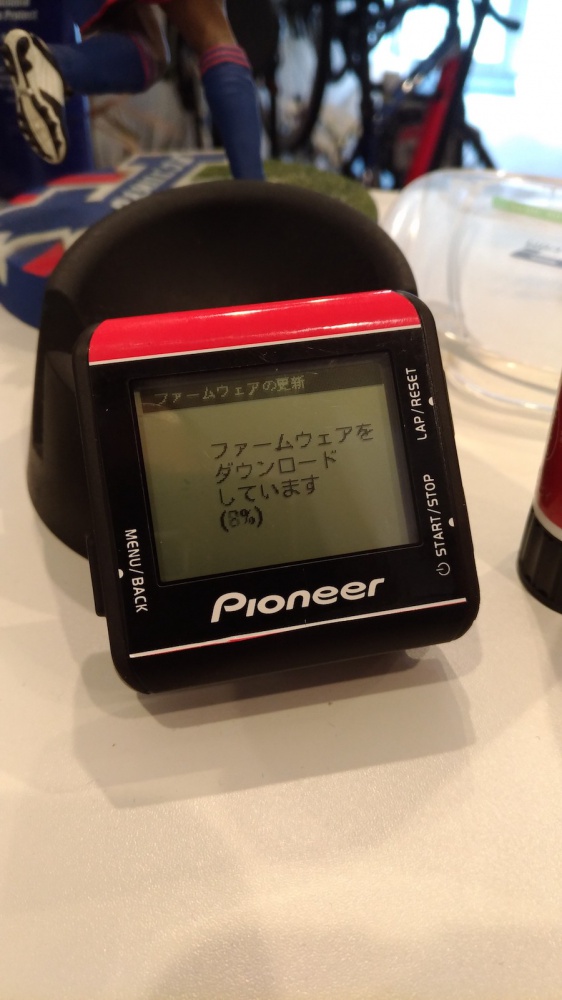 ファームウェアの更新
ファームウェアを
ダウンロード
しています
(8%)
LAP/RESET
START/STOP
MENU/BACK
Pioneer